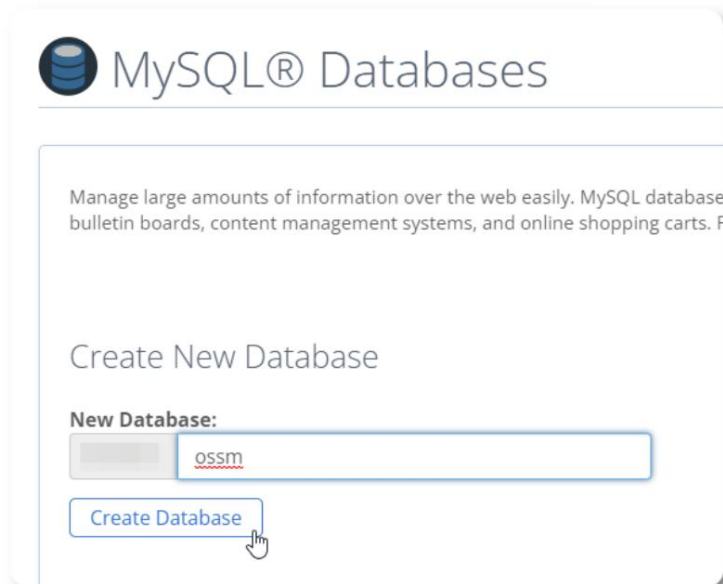 MySQL® Databases
Manage large amounts of information over the web easily. MySQL database
bulletin boards, content management systems, and online shopping carts. F
Create New Database
New Database:
ossm
Create Database